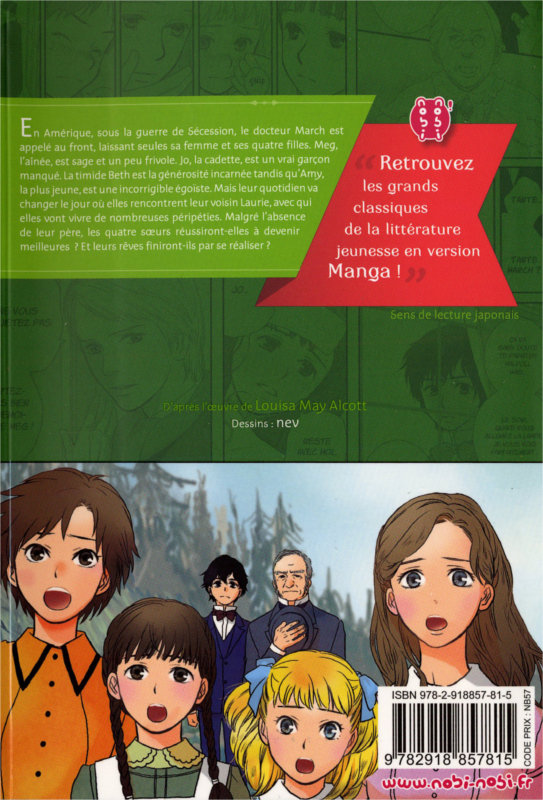 En Amérique, sous la guerre de Sécession, le docteur March est
appelé au front, laissant seules sa femme et ses quatre filles. Meg,
l'aînée, est sage et un peu frivole. Jo, la cadette, est un vrai garçon
manqué. La timide Beth est la générosité incarnée tandis qu'Amy,
la plus jeune, est une incorrigible égoïste. Mais leur quotidien va
changer le jour où elles rencontrent leur voisin Laurie, avec qui
elles vont vivre de nombreuses péripéties. Malgré l'absence
de leur père, les quatre sœurs réussiront-elles à devenir
meilleures ? Et leurs rêves finiront-ils par se réaliser ?
“ Retrouvez
les grands
classiques
de la littérature
jeunesse en version
Manga ! ”
Sens de lecture japonais
TANTE
MARCH ?
JO...
RESTE
AVEC MOI.
D'après l'œuvre de Louisa May Alcott
Dessins : nev
ISBN 978-2-918857-81-5
9 782918 857815
CODE PRIX : NB57
www.nobi-nobi.fr